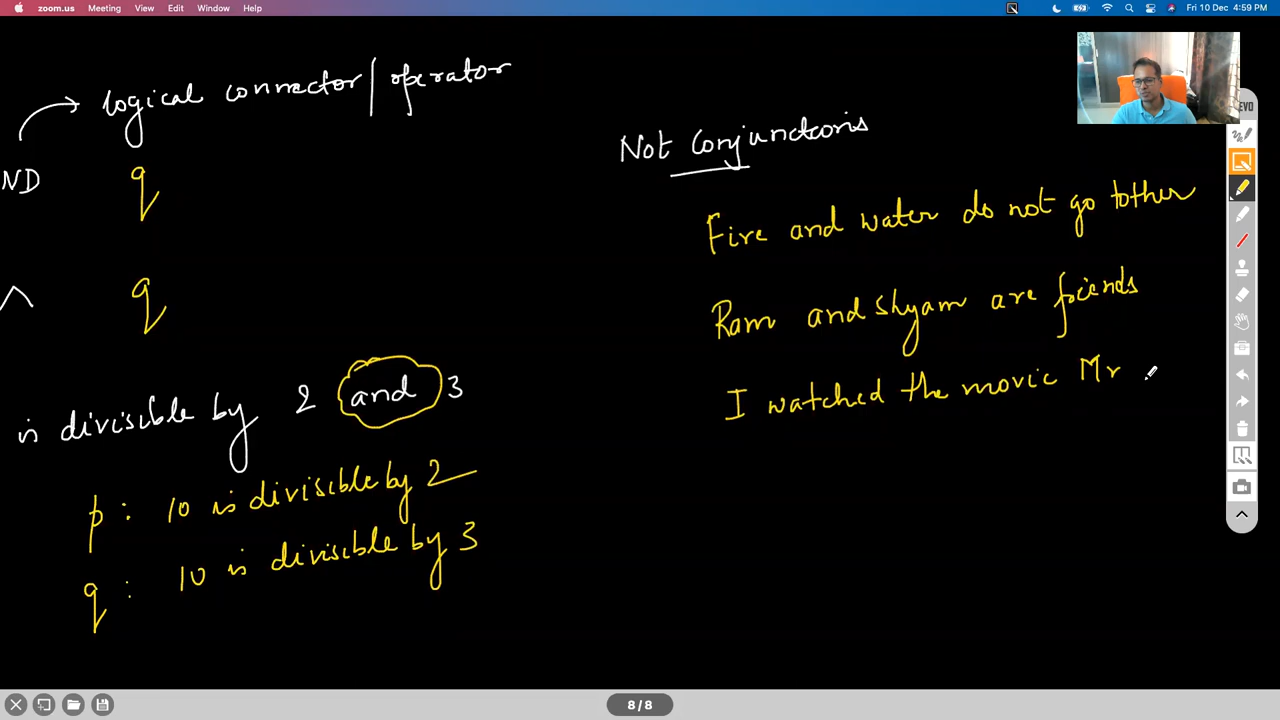 zoom.us Meeting View Edit Window Help Fri 10 Dec 4:59 PM
logical connector/operator
ND q
∧ q
is divisible by 2 and 3
p: 10 is divisible by 2
q: 10 is divisible by 3
Not Conjunctions
Fire and water do not go tother
Ram and Shyam are friends
I watched the movie Mr
EVO
8/8